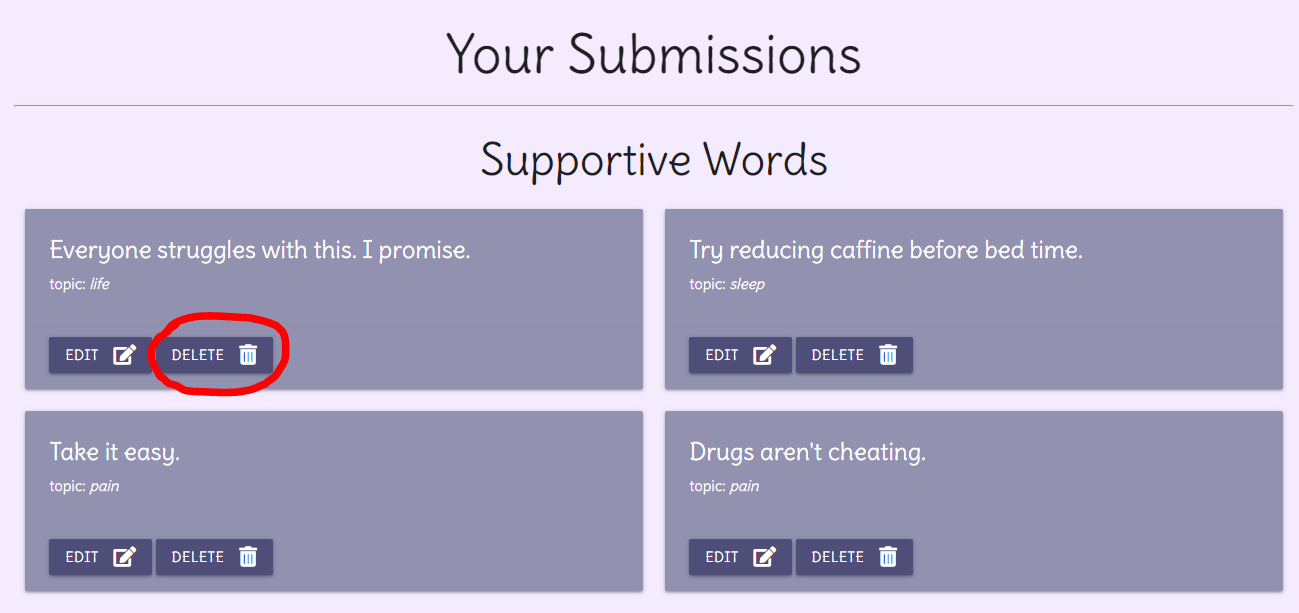 Your Submissions
Supportive Words
Everyone struggles with this. I promise.
topic: life
EDIT DELETE
Try reducing caffine before bed time.
topic: sleep
EDIT DELETE
Take it easy.
topic: pain
EDIT DELETE
Drugs aren't cheating.
topic: pain
EDIT DELETE